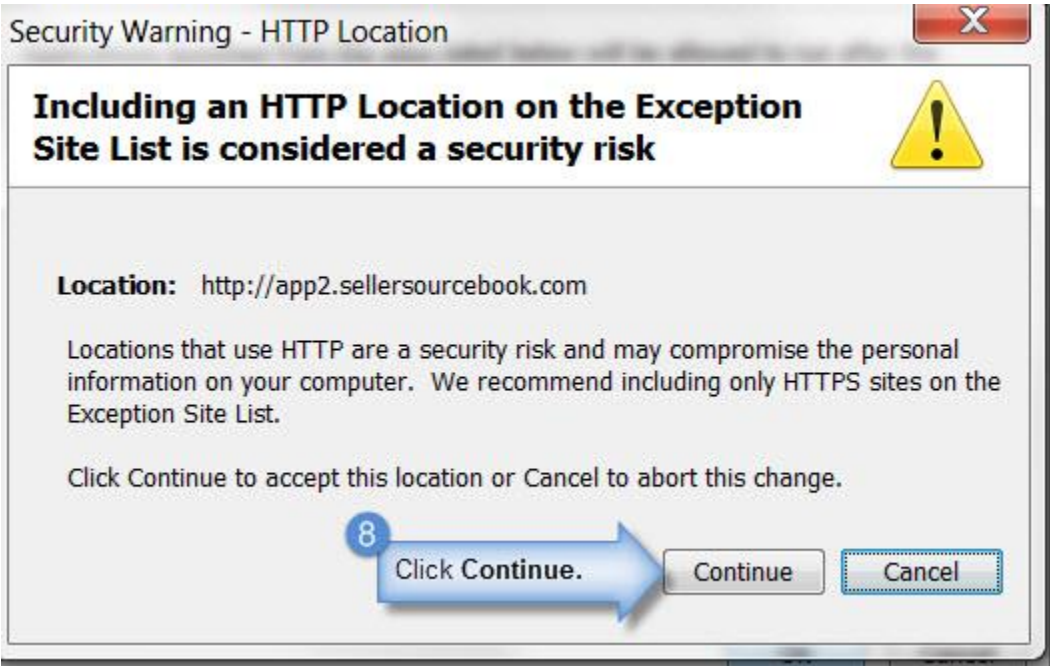 Security Warning - HTTP Location
X
Including an HTTP Location on the Exception
Site List is considered a security risk
!
Location: http://app2.sellersourcebook.com
Locations that use HTTP are a security risk and may compromise the personal
information on your computer. We recommend including only HTTPS sites on the
Exception Site List.
Click Continue to accept this location or Cancel to abort this change.
8
Click Continue.
Continue
Cancel